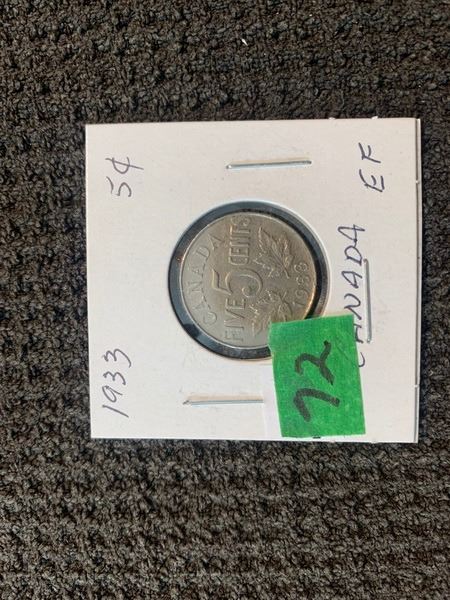 1933 5¢
CANADA
FIVE 5 CENTS
1933
CANADA EF
72